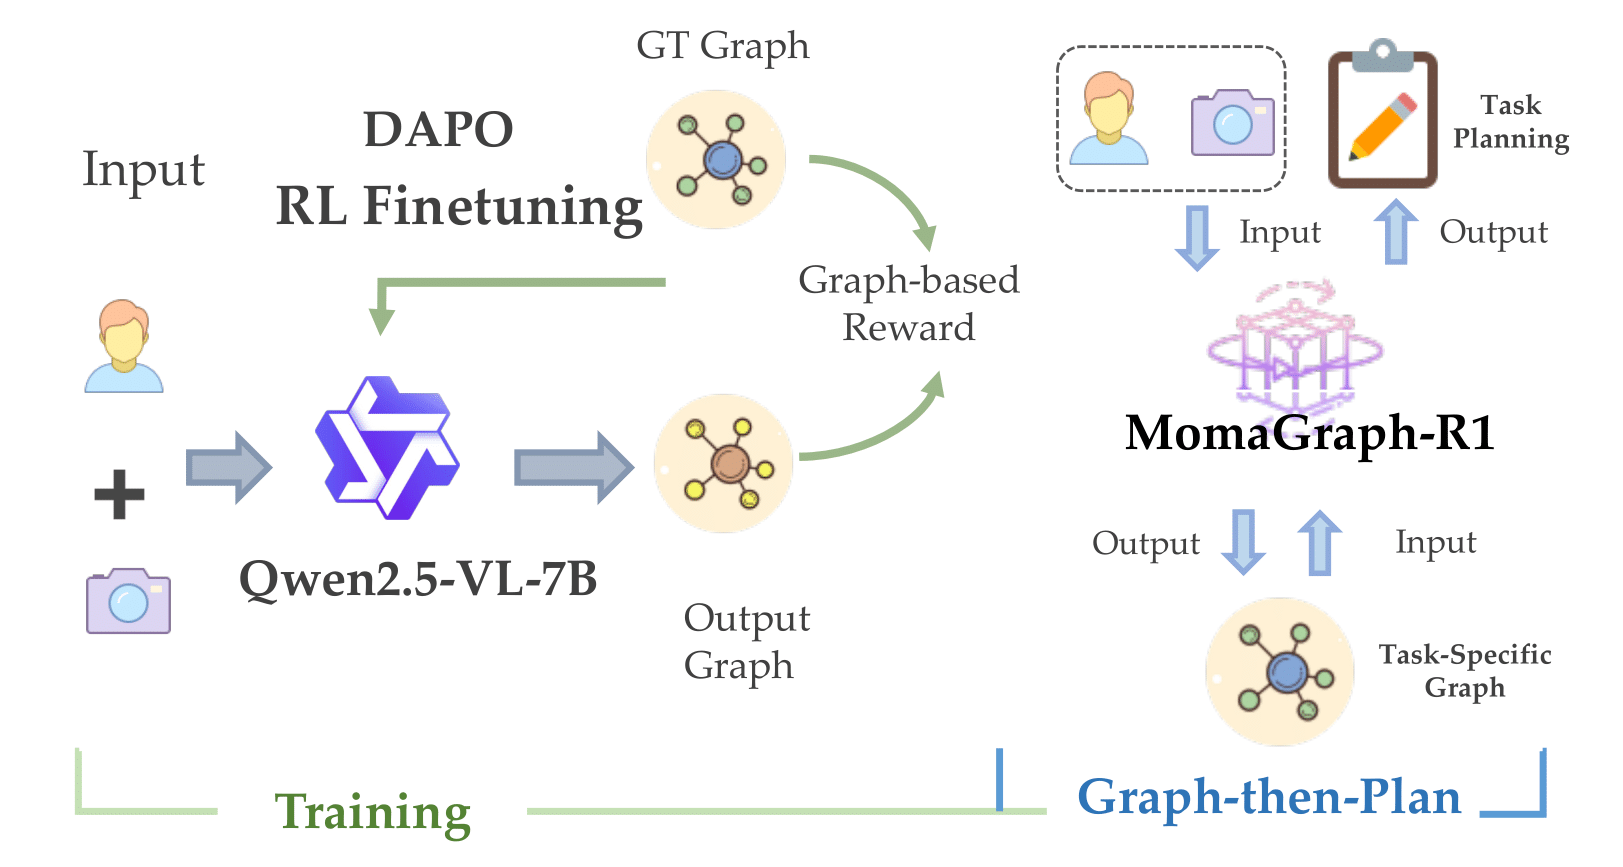 Input
DAPO
RL Finetuning
GT Graph
Graph-based
Reward
Qwen2.5-VL-7B
Output
Graph
Training
Task
Planning
Input
Output
MomaGraph-R1
Output
Input
Task-Specific
Graph
Graph-then-Plan